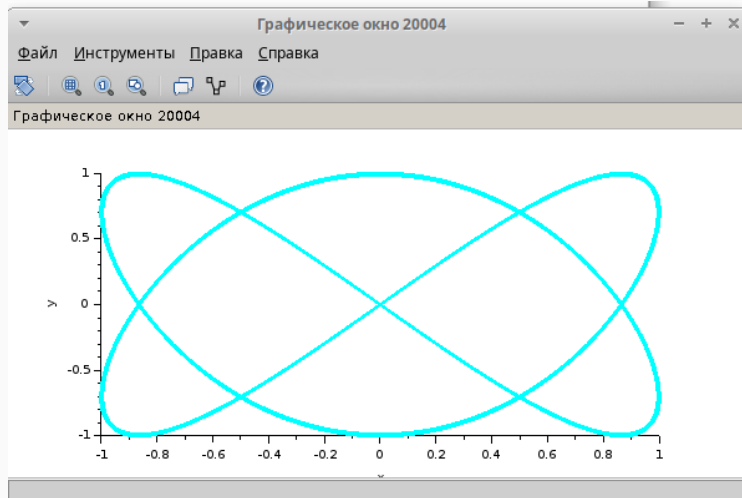 Графическое окно 20004
Файл Инструменты Правка Справка
Графическое окно 20004
1
0.5
y
0
-0.5
-1
-1 -0.8 -0.6 -0.4 -0.2 0 0.2 0.4 0.6 0.8 1